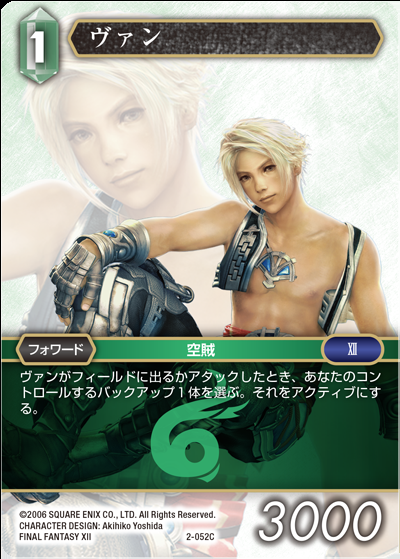 1
ヴァン
フォワード
空賊
XII
ヴァンがフィールドに出るかアタックしたとき、あなたのコント
ロールするバックアップ1体を選ぶ。それをアクティブにす
る。
©2006 SQUARE ENIX CO., LTD. All Rights Reserved.
CHARACTER DESIGN: Akihiko Yoshida
FINAL FANTASY XII
2-052C
3000